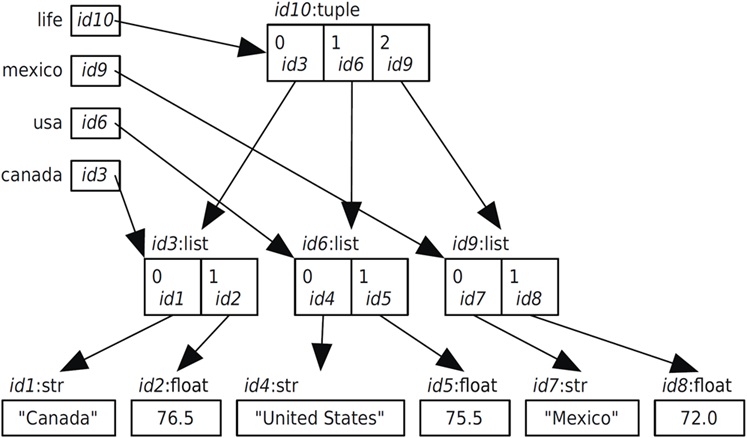 life id10
id10:tuple
0 1 2
id3 id6 id9
mexico id9
usa id6
canada id3
id3:list id6:list id9:list
0 1 0 1 0 1
id1 id2 id4 id5 id7 id8
id1:str id2:float id4:str id5:float id7:str id8:float
"Canada" 76.5 "United States" 75.5 "Mexico" 72.0